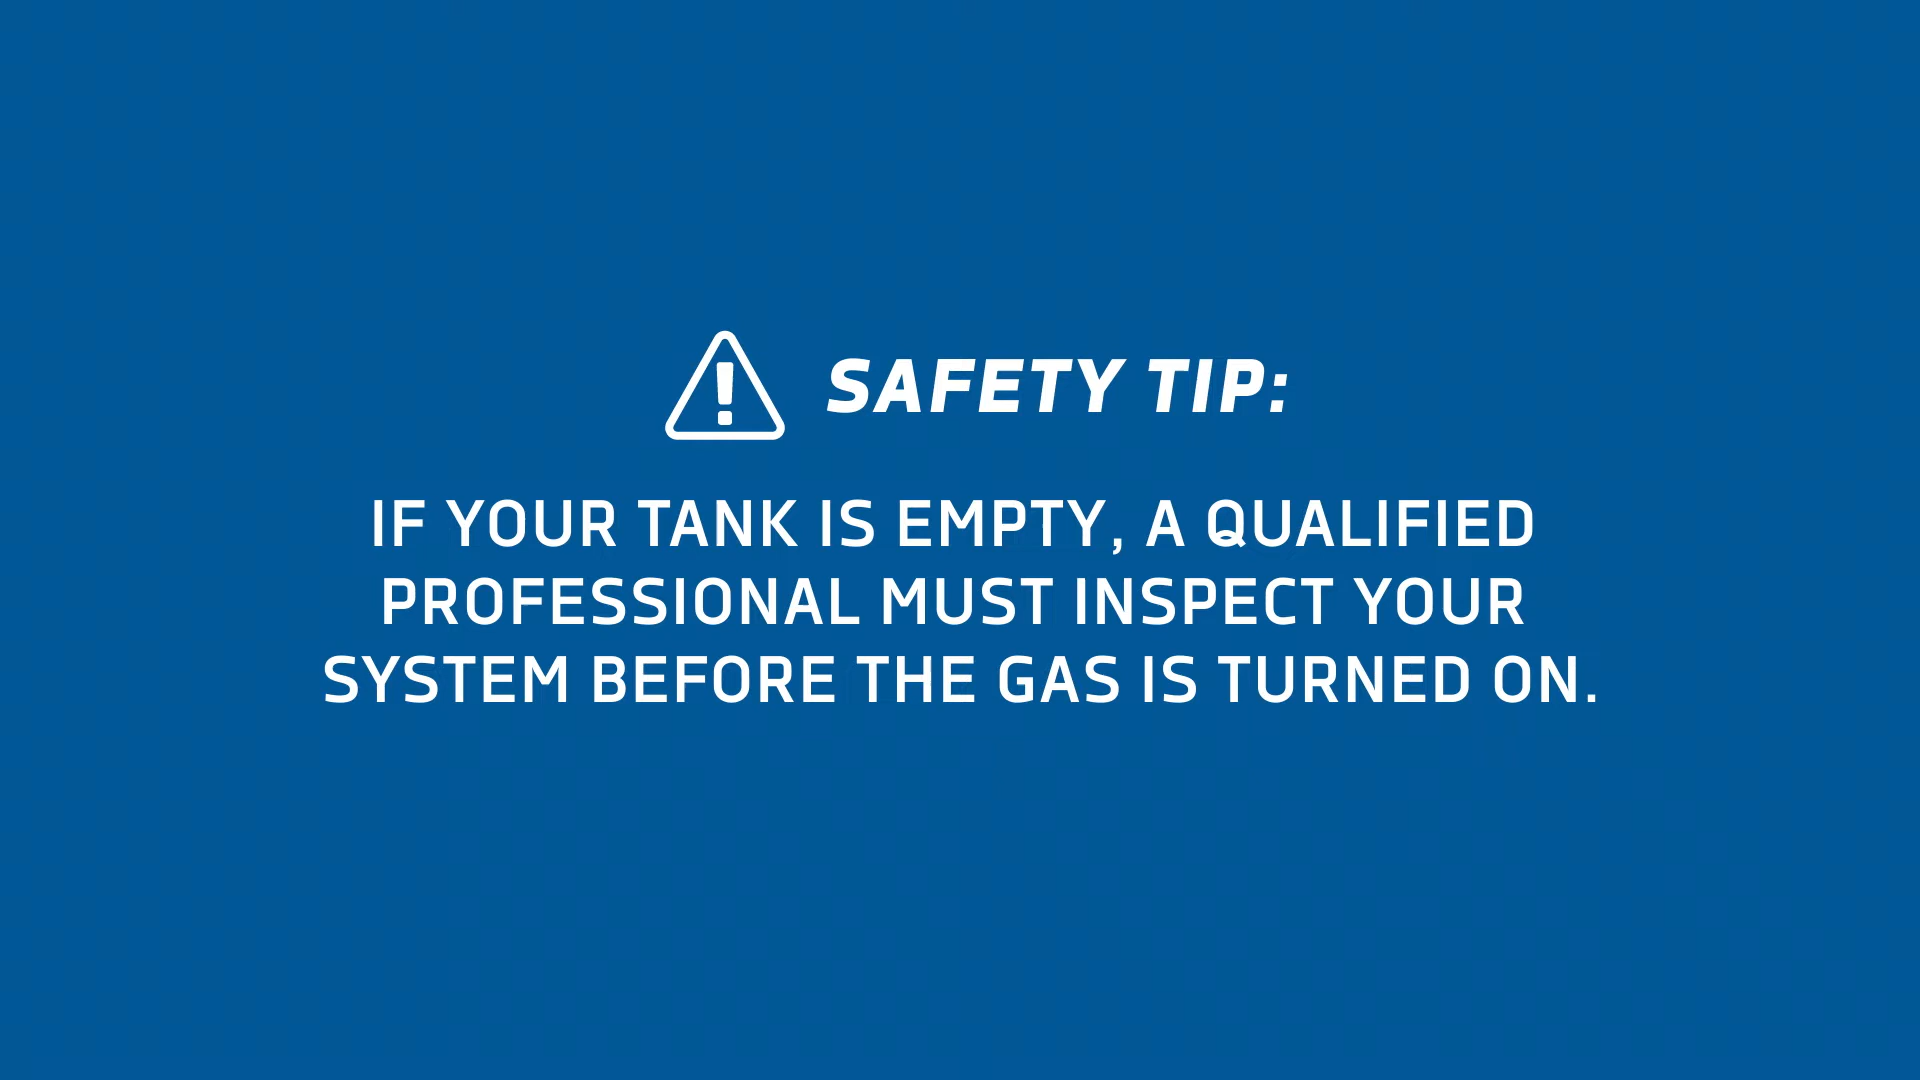 SAFETY TIP:
IF YOUR TANK IS EMPTY, A QUALIFIED
PROFESSIONAL MUST INSPECT YOUR
SYSTEM BEFORE THE GAS IS TURNED ON.